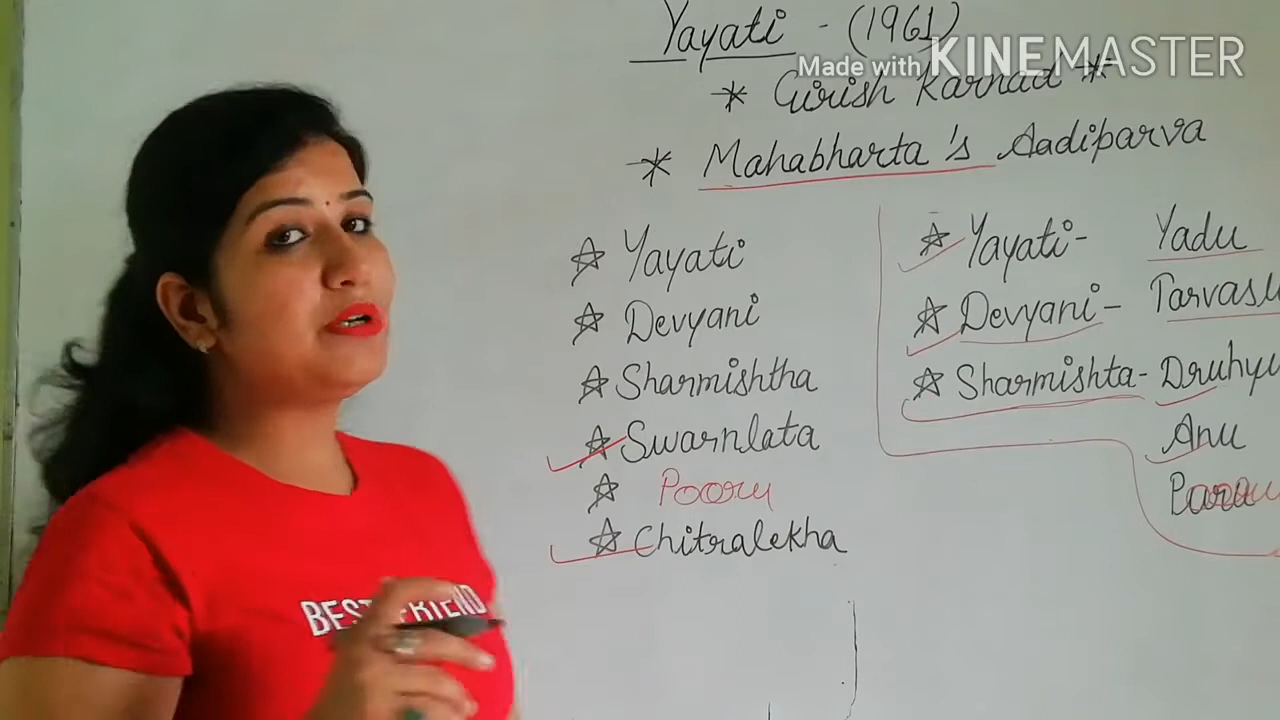 Yayati - (1961)
Made with KINEMASTER
* Girish Karnad *
* Mahabharta's Aadiparva
☆ Yayati
☆ Devyani
☆ Sharmishtha
☆ Swarnlata
☆ Pooru
☆ Chitralekha
☆ Yayati- Yadu
☆ Devyani- Tarvasu
☆ Sharmishta- Druhyu
Anu
BEST FRIEND